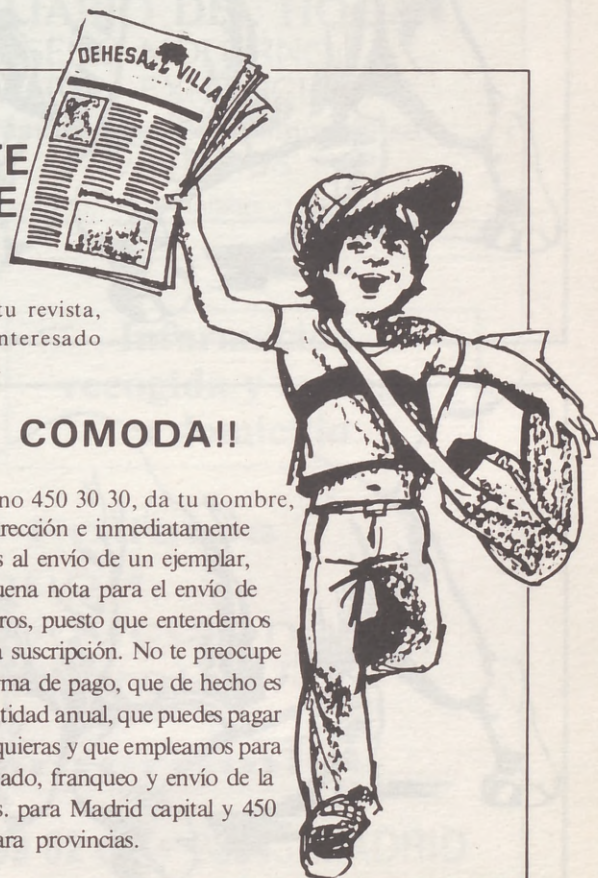 DEHESA de la VILLA
TE
E
tu revista,
nteresado
COMODA!!
no 450 30 30, da tu nombre,
rección e inmediatamente
s al envío de un ejemplar,
uena nota para el envío de
ros, puesto que entendemos
a suscripción. No te preocupe
rma de pago, que de hecho es
tidad anual, que puedes pagar
quieras y que empleamos para
ado, franqueo y envío de la
s. para Madrid capital y 450
ara provincias.